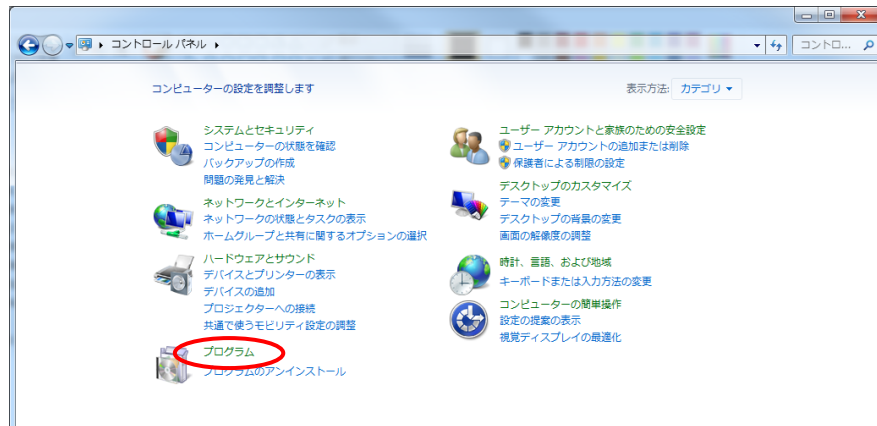 コントロール パネル
コントロ...
コンピューターの設定を調整します
表示方法: カテゴリ
システムとセキュリティ
コンピューターの状態を確認
バックアップの作成
問題の発見と解決
ネットワークとインターネット
ネットワークの状態とタスクの表示
ホームグループと共有に関するオプションの選択
ハードウェアとサウンド
デバイスとプリンターの表示
デバイスの追加
プロジェクターへの接続
共通で使うモビリティ設定の調整
プログラム
プログラムのアンインストール
ユーザー アカウントと家族のための安全設定
ユーザー アカウントの追加または削除
保護者による制限の設定
デスクトップのカスタマイズ
テーマの変更
デスクトップの背景の変更
画面の解像度の調整
時計、言語、および地域
キーボードまたは入力方法の変更
コンピューターの簡単操作
設定の提案の表示
視覚ディスプレイの最適化